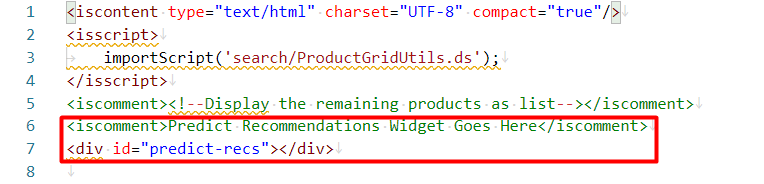 1 <iscontent type="text/html" charset="UTF-8" compact="true"/>
2 <isscript>
3 importScript('search/ProductGridUtils.ds');
4 </isscript>
5 <iscomment><!--Display the remaining products as list--></iscomment>
6 <iscomment>Predict Recommendations Widget Goes Here</iscomment>
7 <div id="predict-recs"></div>
8